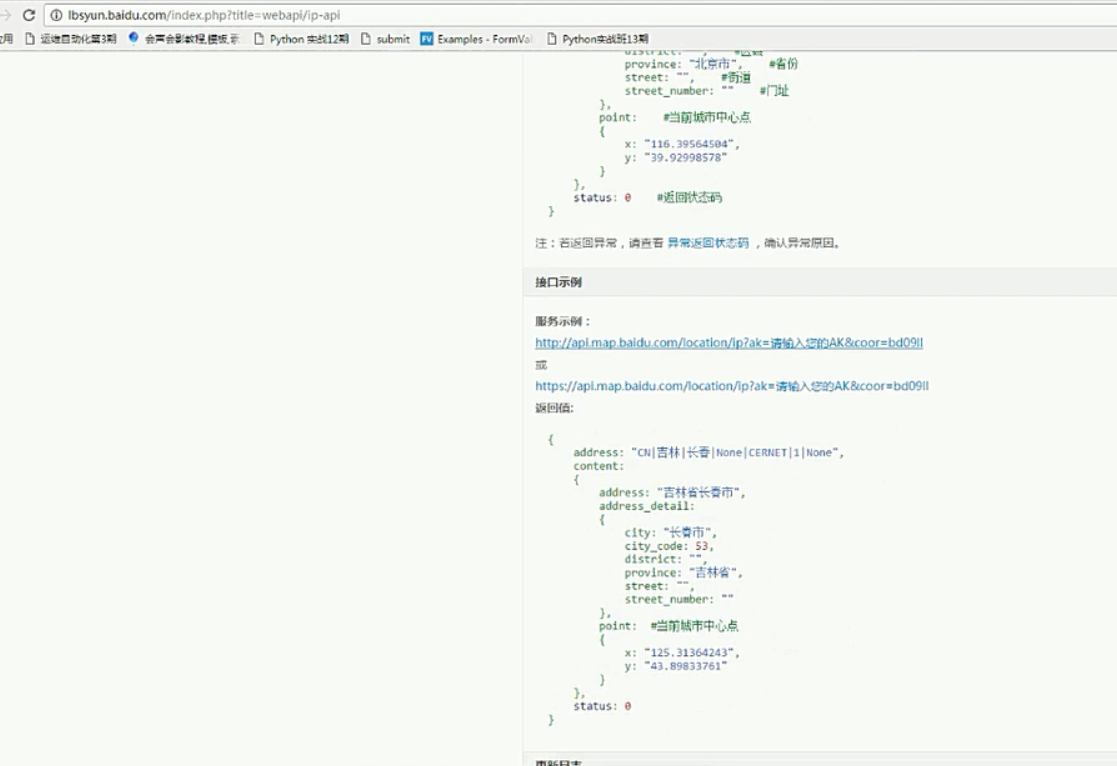 lbsyun.baidu.com/index.php?title=webapi/ip-api
用 运维自动化第3期 会声会影教程,模板,素 Python 实战12期 submit Examples - FormVa Python实战班13期
district: "", #区县
province: "北京市", #省份
street: "", #街道
street_number: "" #门址
},
point: #当前城市中心点
{
x: "116.39564504",
y: "39.92998578"
}
},
status: 0 #返回状态码
}
注：若返回异常，请查看 异常返回状态码 ，确认异常原因。
接口示例
服务示例：
http://api.map.baidu.com/location/ip?ak=请输入您的AK&coor=bd09ll
或
https://api.map.baidu.com/location/ip?ak=请输入您的AK&coor=bd09ll
返回值:
{
address: "CN|吉林|长春|None|CERNET|1|None",
content:
{
address: "吉林省长春市",
address_detail:
{
city: "长春市",
city_code: 53,
district: "",
province: "吉林省",
street: "",
street_number: ""
},
point: #当前城市中心点
{
x: "125.31364243",
y: "43.89833761"
}
},
status: 0
}
更新日志